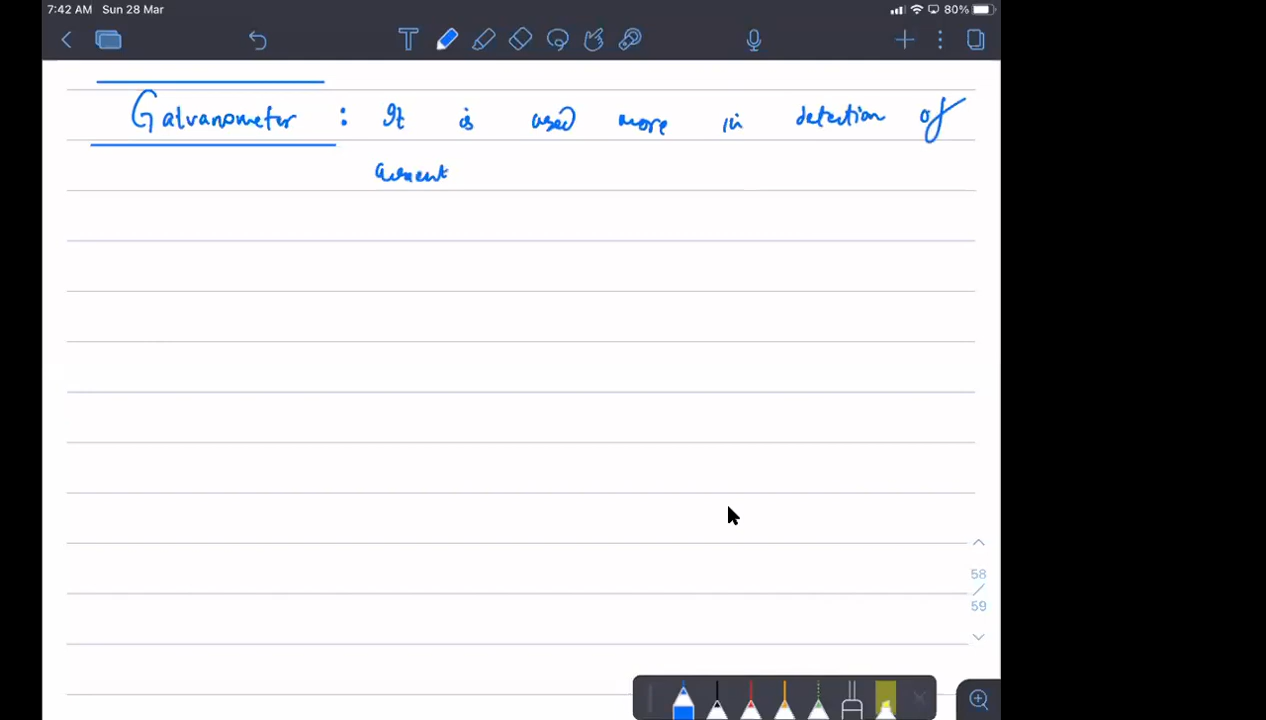 7:42 AM Sun 28 Mar 80%
Galvanometer : It is used more in detection of
current
58
/
59